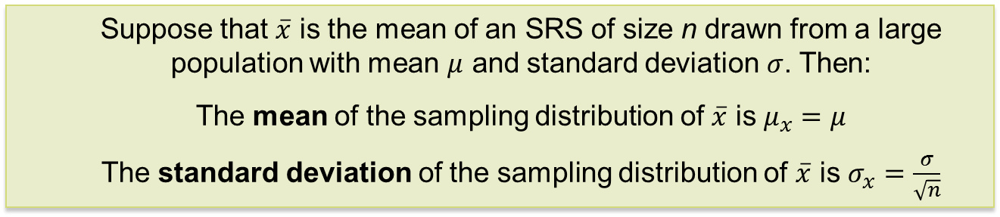 Suppose that x̄ is the mean of an SRS of size n drawn from a large
population with mean μ and standard deviation σ. Then:
The mean of the sampling distribution of x̄ is μₓ = μ
The standard deviation of the sampling distribution of x̄ is σₓ = σ/√n